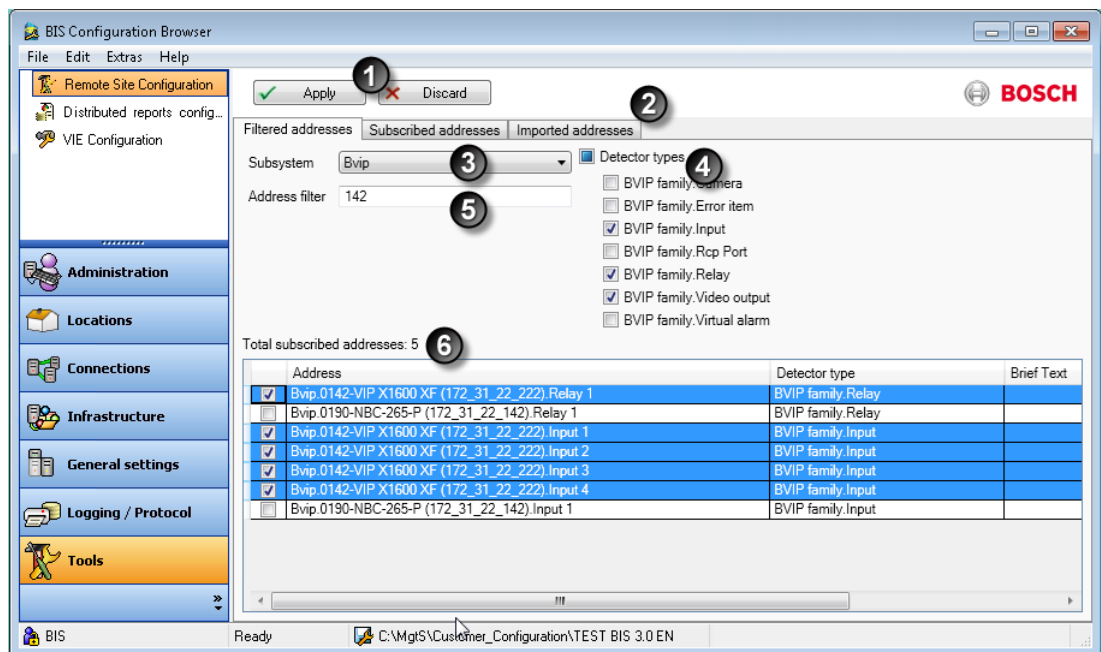 BIS Configuration Browser
File Edit Extras Help
Remote Site Configuration
Distributed reports config...
VIE Configuration
Administration
Locations
Connections
Infrastructure
General settings
Logging / Protocol
Tools
»
1
Apply
Discard
BOSCH
2
Filtered addresses Subscribed addresses Imported addresses
Subsystem Bvip
3
Detector types
4
Address filter 142
5
BVIP family.Camera
BVIP family.Error item
BVIP family.Input
BVIP family.Rcp Port
BVIP family.Relay
BVIP family.Video output
BVIP family.Virtual alarm
Total subscribed addresses: 5
6
Address Detector type Brief Text
Bvip.0142-VIP X1600 XF (172_31_22_222).Relay 1 BVIP family.Relay
Bvip.0190-NBC-265-P (172_31_22_142).Relay 1 BVIP family.Relay
Bvip.0142-VIP X1600 XF (172_31_22_222).Input 1 BVIP family.Input
Bvip.0142-VIP X1600 XF (172_31_22_222).Input 2 BVIP family.Input
Bvip.0142-VIP X1600 XF (172_31_22_222).Input 3 BVIP family.Input
Bvip.0142-VIP X1600 XF (172_31_22_222).Input 4 BVIP family.Input
Bvip.0190-NBC-265-P (172_31_22_142).Input 1 BVIP family.Input
BIS Ready C:\MgtS\Customer_Configuration\TEST BIS 3.0 EN